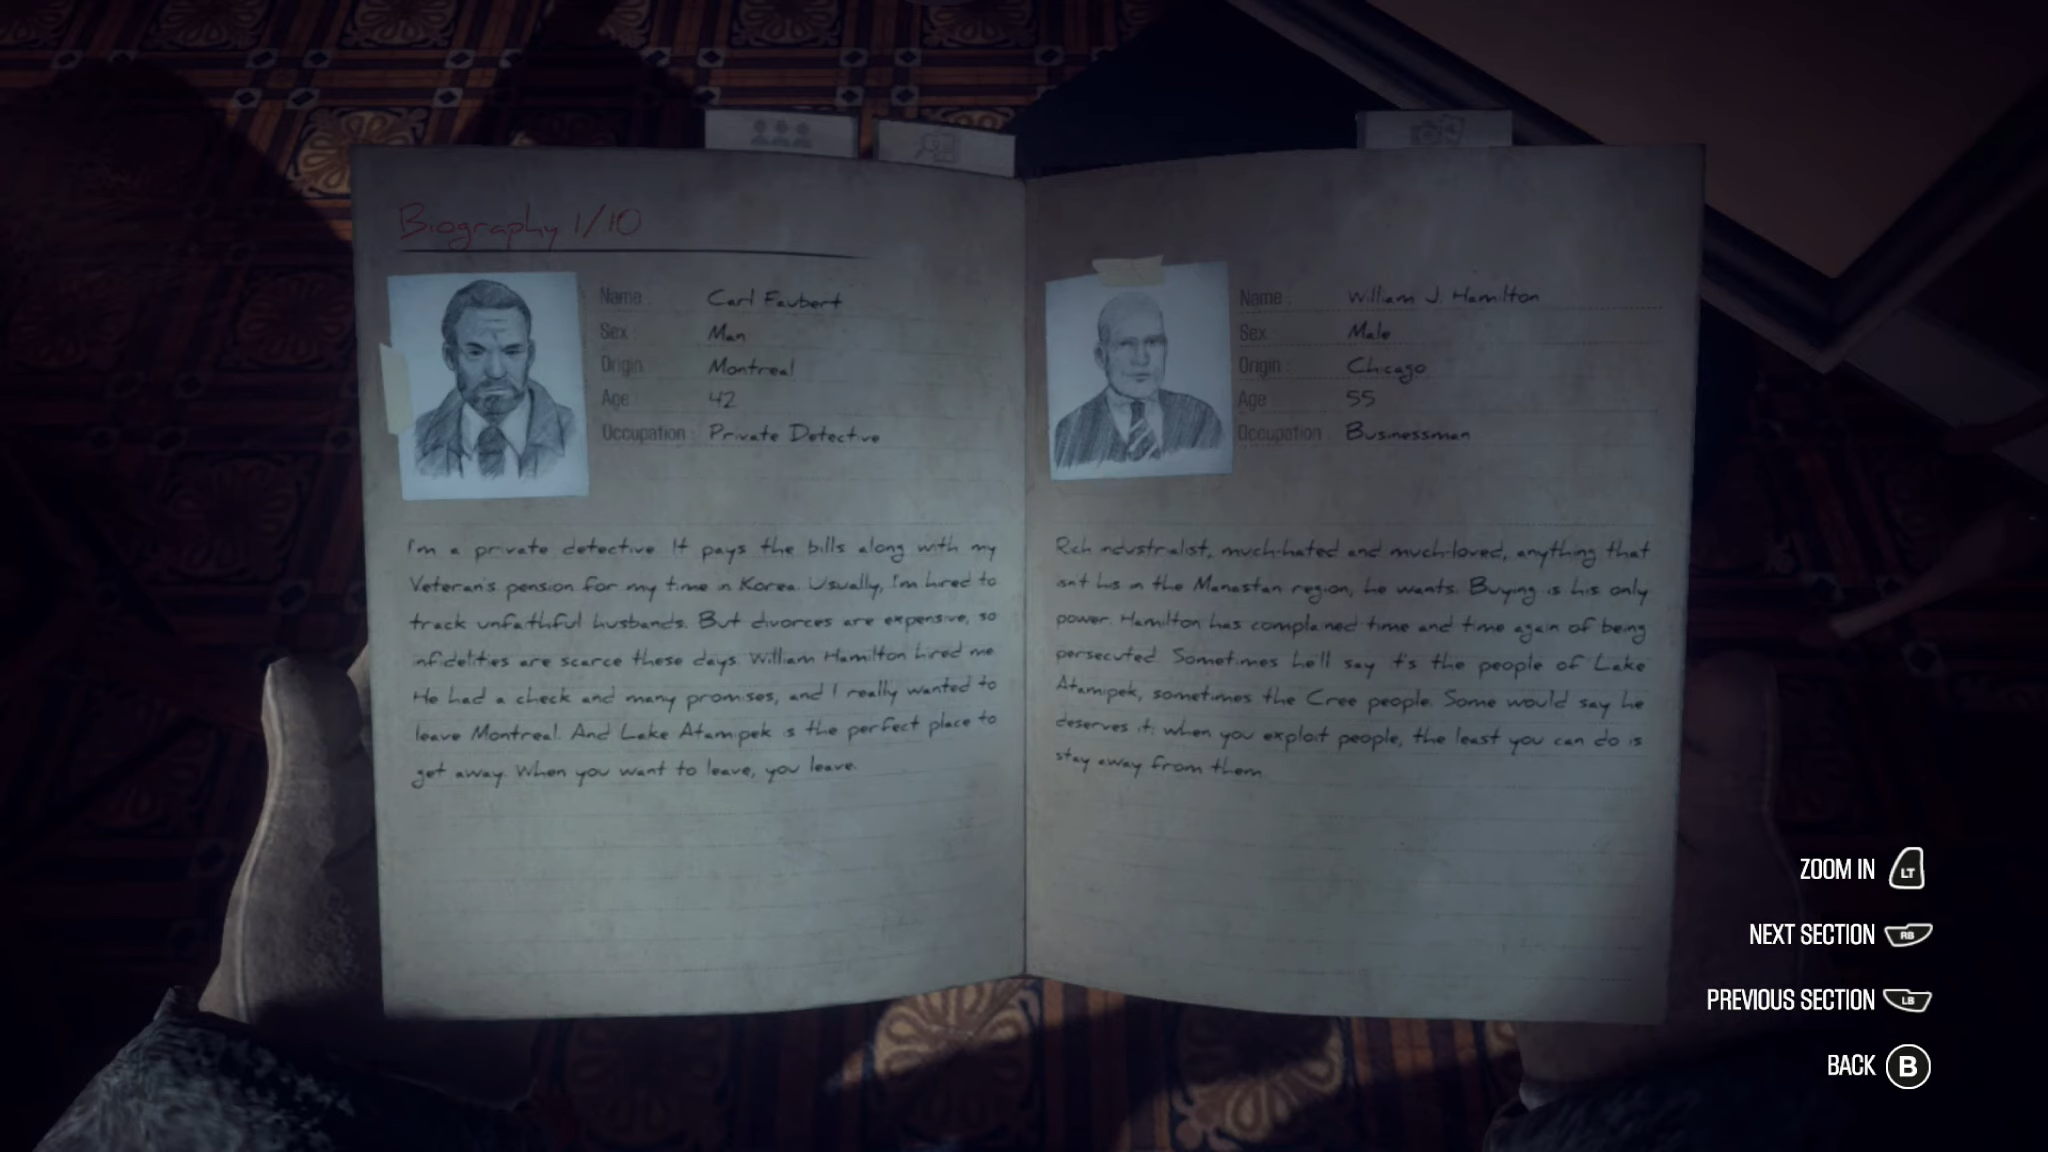 Biography 1/10
Name : Carl Faubert
Sex : Man
Origin : Montreal
Age : 42
Occupation : Private Detective
I'm a private detective. It pays the bills along with my
Veteran's pension for my time in Korea. Usually, I'm hired to
track unfaithful husbands. But divorces are expensive, so
infidelities are scarce these days. William Hamilton hired me.
He had a check and many promises, and I really wanted to
leave Montreal. And Lake Atamipek is the perfect place to
get away. When you want to leave, you leave.
Name : William J. Hamilton
Sex : Male
Origin : Chicago
Age : 55
Occupation : Businessman
Rich industrialist, much-hated and much-loved, anything that
isn't his in the Manastan region, he wants. Buying is his only
power. Hamilton has complained time and time again of being
persecuted. Sometimes he'll say it's the people of Lake
Atamipek, sometimes the Cree people. Some would say he
deserves it: when you exploit people, the least you can do is
stay away from them.
ZOOM IN LT
NEXT SECTION RB
PREVIOUS SECTION LB
BACK B